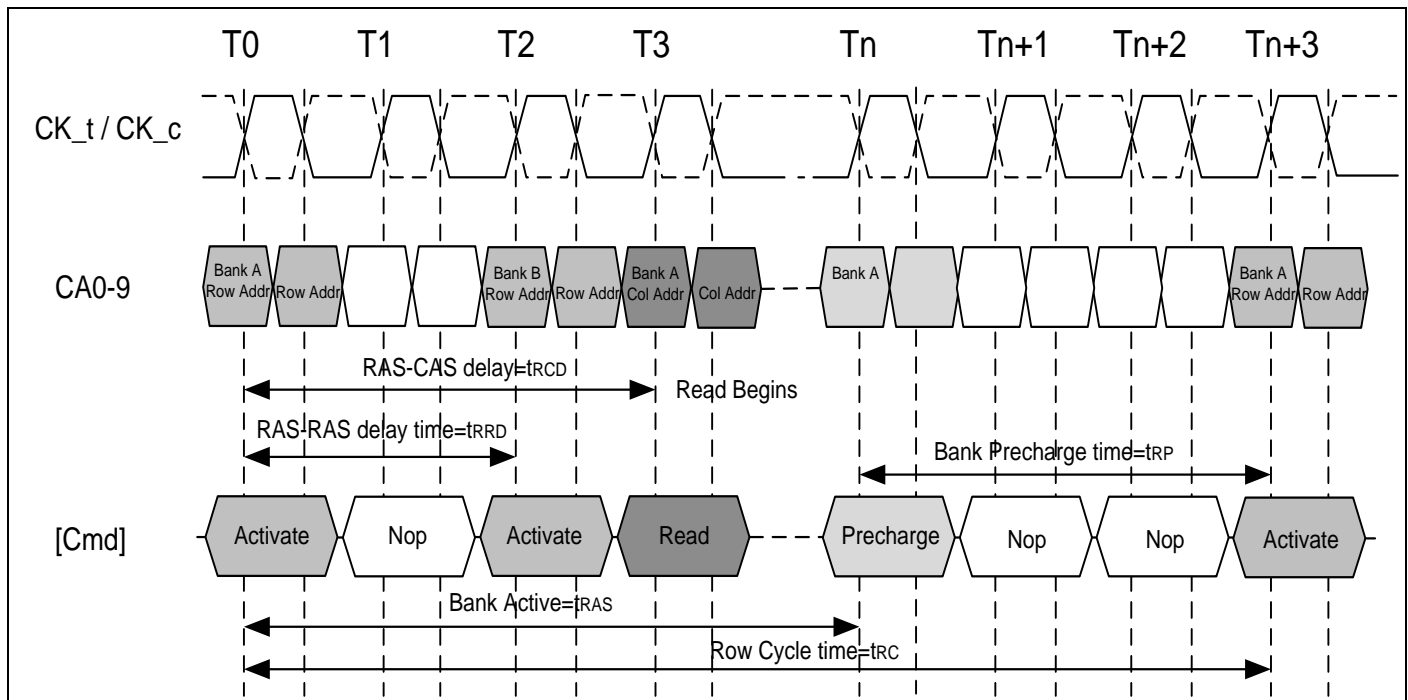 T0 T1 T2 T3 Tn Tn+1 Tn+2 Tn+3
CK_t / CK_c
CA0-9
Bank A
Row Addr
Row Addr
Bank B
Row Addr
Row Addr
Bank A
Col Addr
Col Addr
Bank A
Bank A
Row Addr
Row Addr
RAS-CAS delay=tRCD
Read Begins
RAS-RAS delay time=tRRD
Bank Precharge time=tRP
[Cmd]
Activate Nop Activate Read Precharge Nop Nop Activate
Bank Active=tRAS
Row Cycle time=tRC